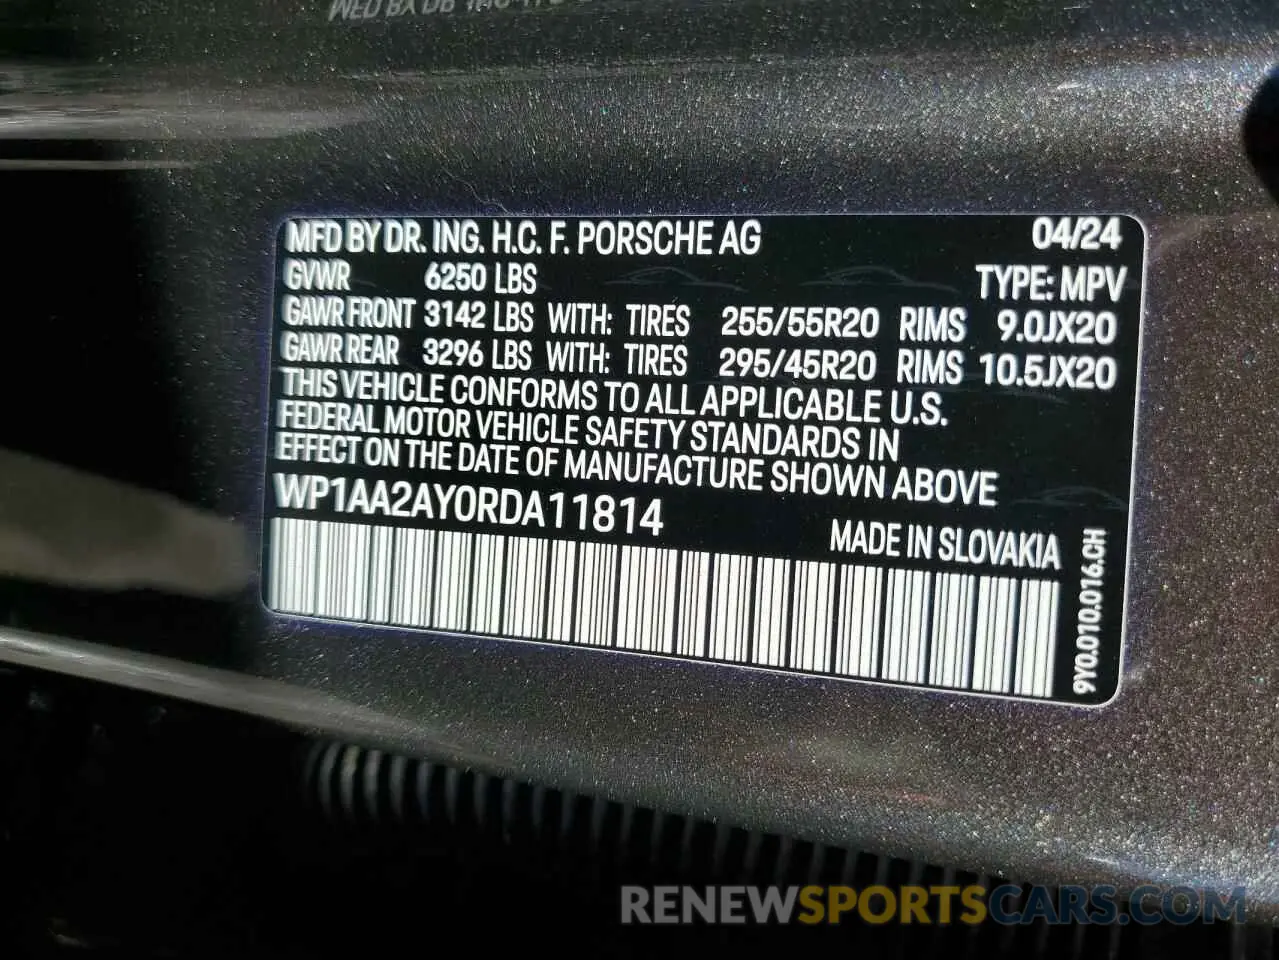 MFD BY DR. ING. H.C. F. PORSCHE AG 04/24
GVWR 6250 LBS TYPE: MPV
GAWR FRONT 3142 LBS WITH: TIRES 255/55R20 RIMS 9.0JX20
GAWR REAR 3296 LBS WITH: TIRES 295/45R20 RIMS 10.5JX20
THIS VEHICLE CONFORMS TO ALL APPLICABLE U.S.
FEDERAL MOTOR VEHICLE SAFETY STANDARDS IN
EFFECT ON THE DATE OF MANUFACTURE SHOWN ABOVE
WP1AA2AY0RDA11814
MADE IN SLOVAKIA
9Y0.010.016.CH
RENEWSPORTSCARS.COM